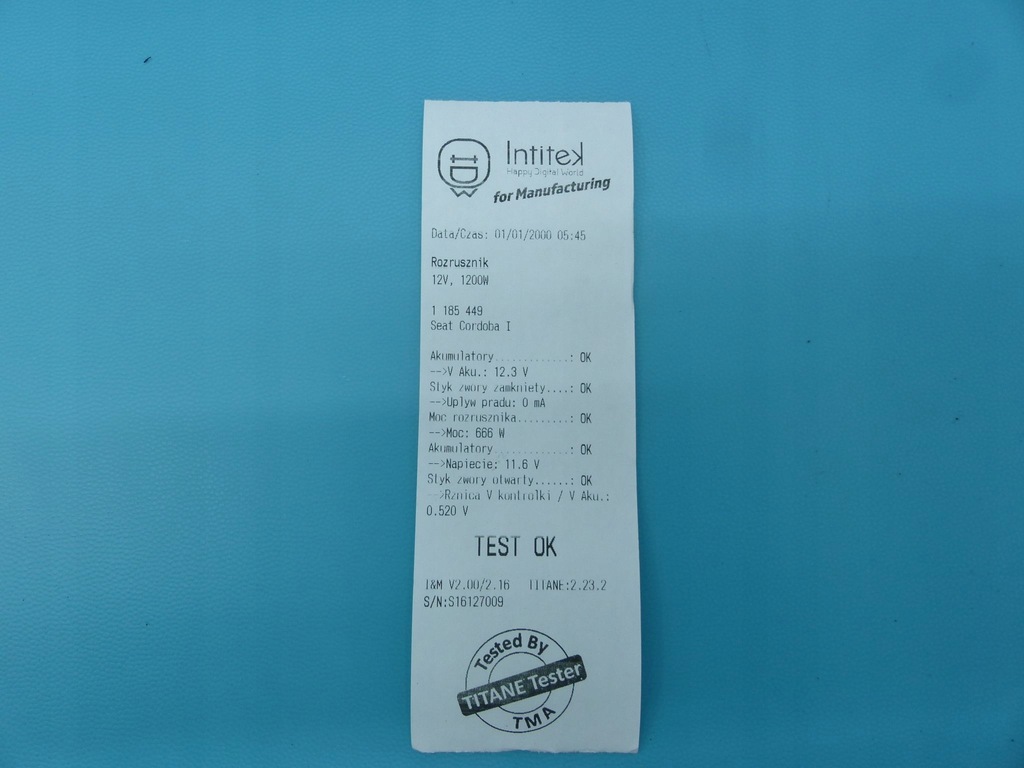 HD
W
Intitek
Happy Digital World
for Manufacturing
Data/Czas: 01/01/2000 05:45
Rozrusznik
12V, 1200W
1 185 449
Seat Cordoba I
Akumulatory.............: OK
-->V Aku.: 12.3 V
Styk zwory zamkniety....: OK
-->Uplyw pradu: 0 mA
Moc rozrusznika.........: OK
-->Moc: 666 W
Akumulatory.............: OK
-->Napiecie: 11.6 V
Styk zwory otwarty......: OK
-->Rznica V kontrolki / V Aku.:
0.520 V
TEST OK
T&M V2.00/2.16 TITANE:2.23.2
S/N:S16127009
Tested By
TITANE Tester
TMA